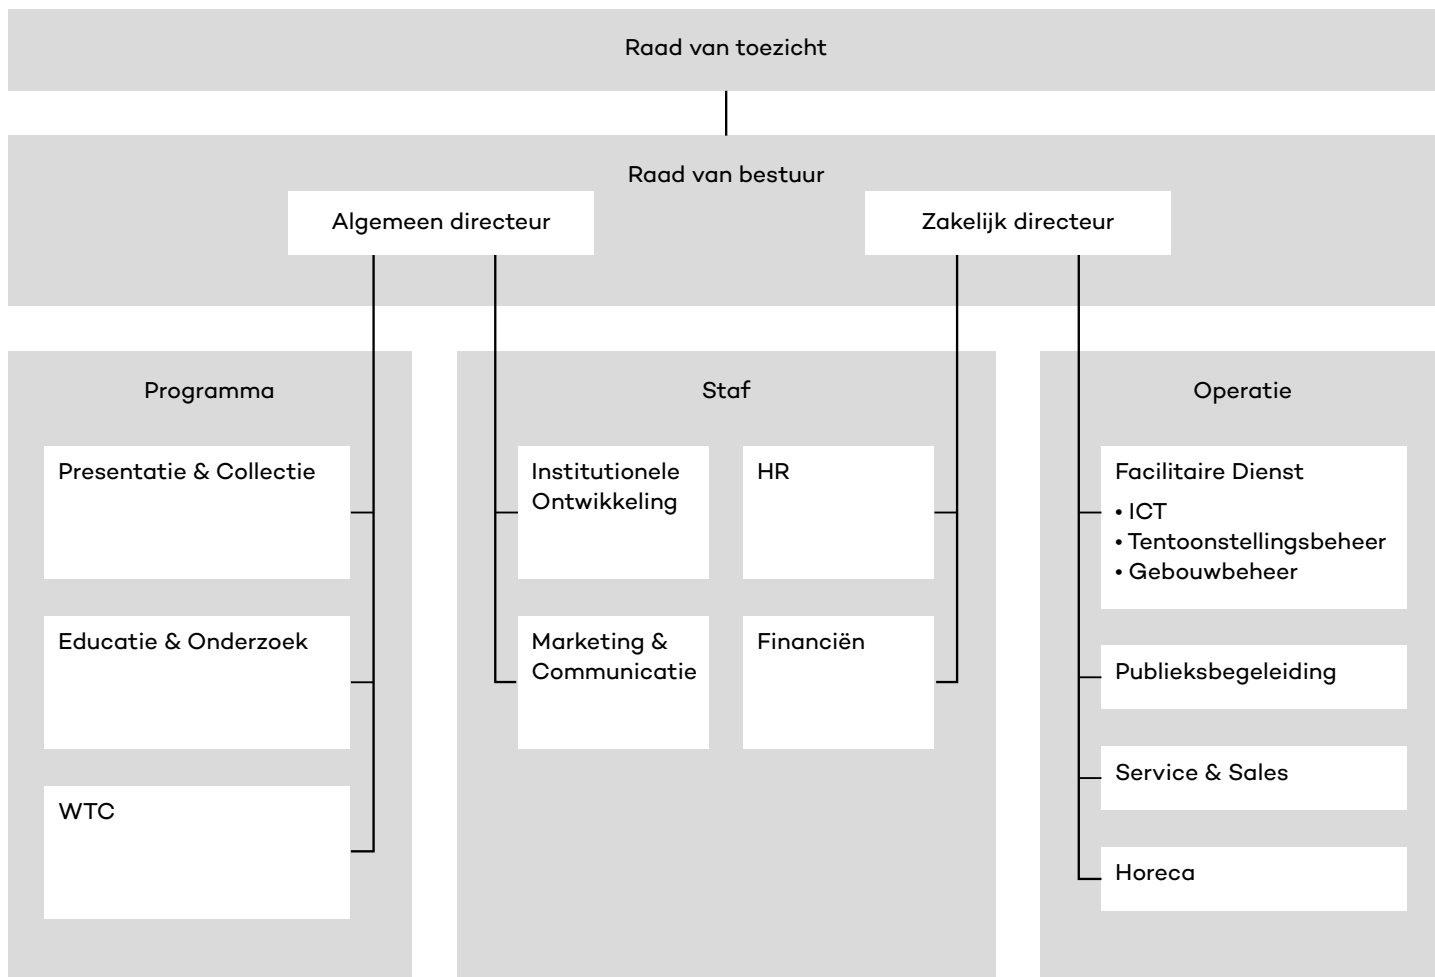 Raad van toezicht
Raad van bestuur
Algemeen directeur
Zakelijk directeur
Programma
Presentatie & Collectie
Educatie & Onderzoek
WTC
Staf
Institutionele
Ontwikkeling
HR
Marketing &
Communicatie
Financiën
Operatie
Facilitaire Dienst
• ICT
• Tentoonstellingsbeheer
• Gebouwbeheer
Publieksbegeleiding
Service & Sales
Horeca